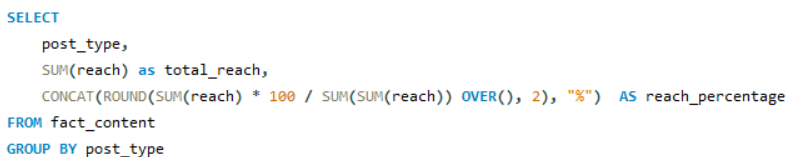 SELECT
post_type,
SUM(reach) as total_reach,
CONCAT(ROUND(SUM(reach) * 100 / SUM(SUM(reach)) OVER(), 2), "%")  AS reach_percentage
FROM fact_content
GROUP BY post_type